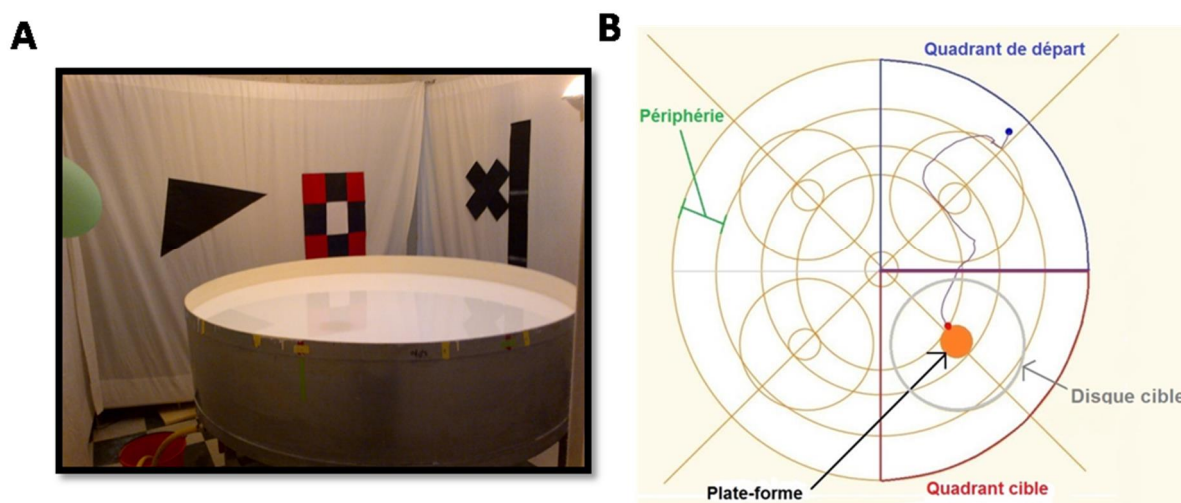 A
B
Quadrant de départ
Périphérie
Disque cible
Plate-forme
Quadrant cible